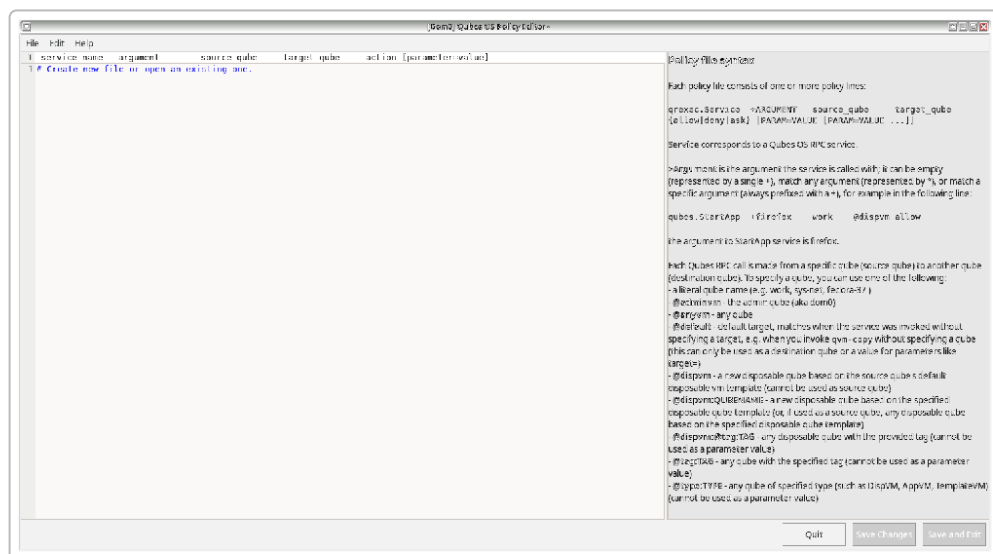 [Dom0] Qubes OS Policy Editor
File Edit Help
service name argument source qube target qube action [parameter=value]
1 # Create new file or open an existing one.
Policy file syntax
Each policy file consists of one or more policy lines:
qrexec.Service +ARGUMENT source_qube target_qube
{allow|deny|ask} [PARAM=VALUE [PARAM=VALUE ...]]
Service corresponds to a Qubes OS RPC service.
>Argument is the argument the service is called with; it can be empty
(represented by a single +), match any argument (represented by *), or match a
specific argument (always prefixed with a +), for example in the following line:
qubes.StartApp +firefox work @dispvm allow
the argument to StartApp service is firefox.
Each Qubes RPC call is made from a specific qube (source qube) to another qube
(destination qube). To specify a qube, you can use one of the following:
- a literal qube name (e.g. work, sys-net, fedora-37 )
- @adminvm - the admin qube (aka dom0)
- @anyvm - any qube
- @default - default target, matches when the service was invoked without
specifying a target, e.g. when you invoke qvm-copy without specifying a qube
(this can only be used as a destination qube or a value for parameters like
target=)
- @dispvm - a new disposable qube based on the source qube's default
disposable vm template (cannot be used as source qube)
- @dispvm:QUBENAME - a new disposable qube based on the specified
disposable qube template (or, if used as a source qube, any disposable qube
based on the specified disposable qube template)
- @dispvm:@tag:TAG - any disposable qube with the provided tag (cannot be
used as a parameter value)
- @tag:TAG - any qube with the specified tag (cannot be used as a parameter
value)
- @type:TYPE - any qube of specified type (such as DispVM, AppVM, TemplateVM)
(cannot be used as a parameter value)
Quit Save Changes Save and Exit